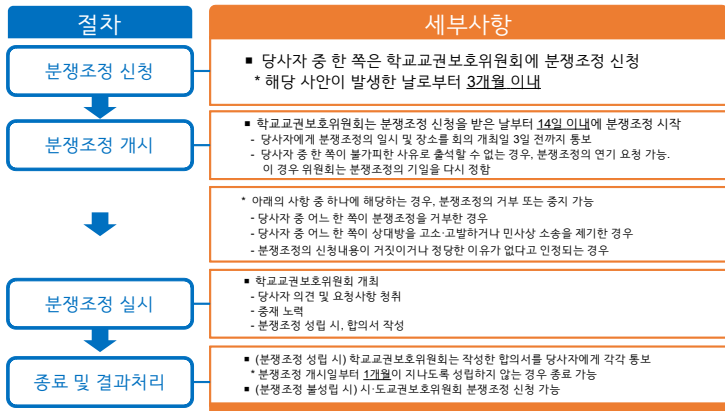 절차
세부사항
분쟁조정 신청
■ 당사자 중 한 쪽은 학교교권보호위원회에 분쟁조정 신청
* 해당 사안이 발생한 날로부터 3개월 이내
분쟁조정 개시
■ 학교교권보호위원회는 분쟁조정 신청을 받은 날부터 14일 이내에 분쟁조정 시작
- 당사자에게 분쟁조정의 일시 및 장소를 회의 개최일 3일 전까지 통보
- 당사자 중 한 쪽이 불가피한 사유로 출석할 수 없는 경우, 분쟁조정의 연기 요청 가능.
이 경우 위원회는 분쟁조정의 기일을 다시 정함
* 아래의 사항 중 하나에 해당하는 경우, 분쟁조정의 거부 또는 중지 가능
- 당사자 중 어느 한 쪽이 분쟁조정을 거부한 경우
- 당사자 중 어느 한 쪽이 상대방을 고소·고발하거나 민사상 소송을 제기한 경우
- 분쟁조정의 신청내용이 거짓이거나 정당한 이유가 없다고 인정되는 경우
분쟁조정 실시
■ 학교교권보호위원회 개최
- 당사자 의견 및 요청사항 청취
- 중재 노력
- 분쟁조정 성립 시, 합의서 작성
종료 및 결과처리
■ (분쟁조정 성립 시) 학교교권보호위원회는 작성한 합의서를 당사자에게 각각 통보
* 분쟁조정 개시일부터 1개월이 지나도록 성립하지 않는 경우 종료 가능
■ (분쟁조정 불성립 시) 시·도교권보호위원회 분쟁조정 신청 가능